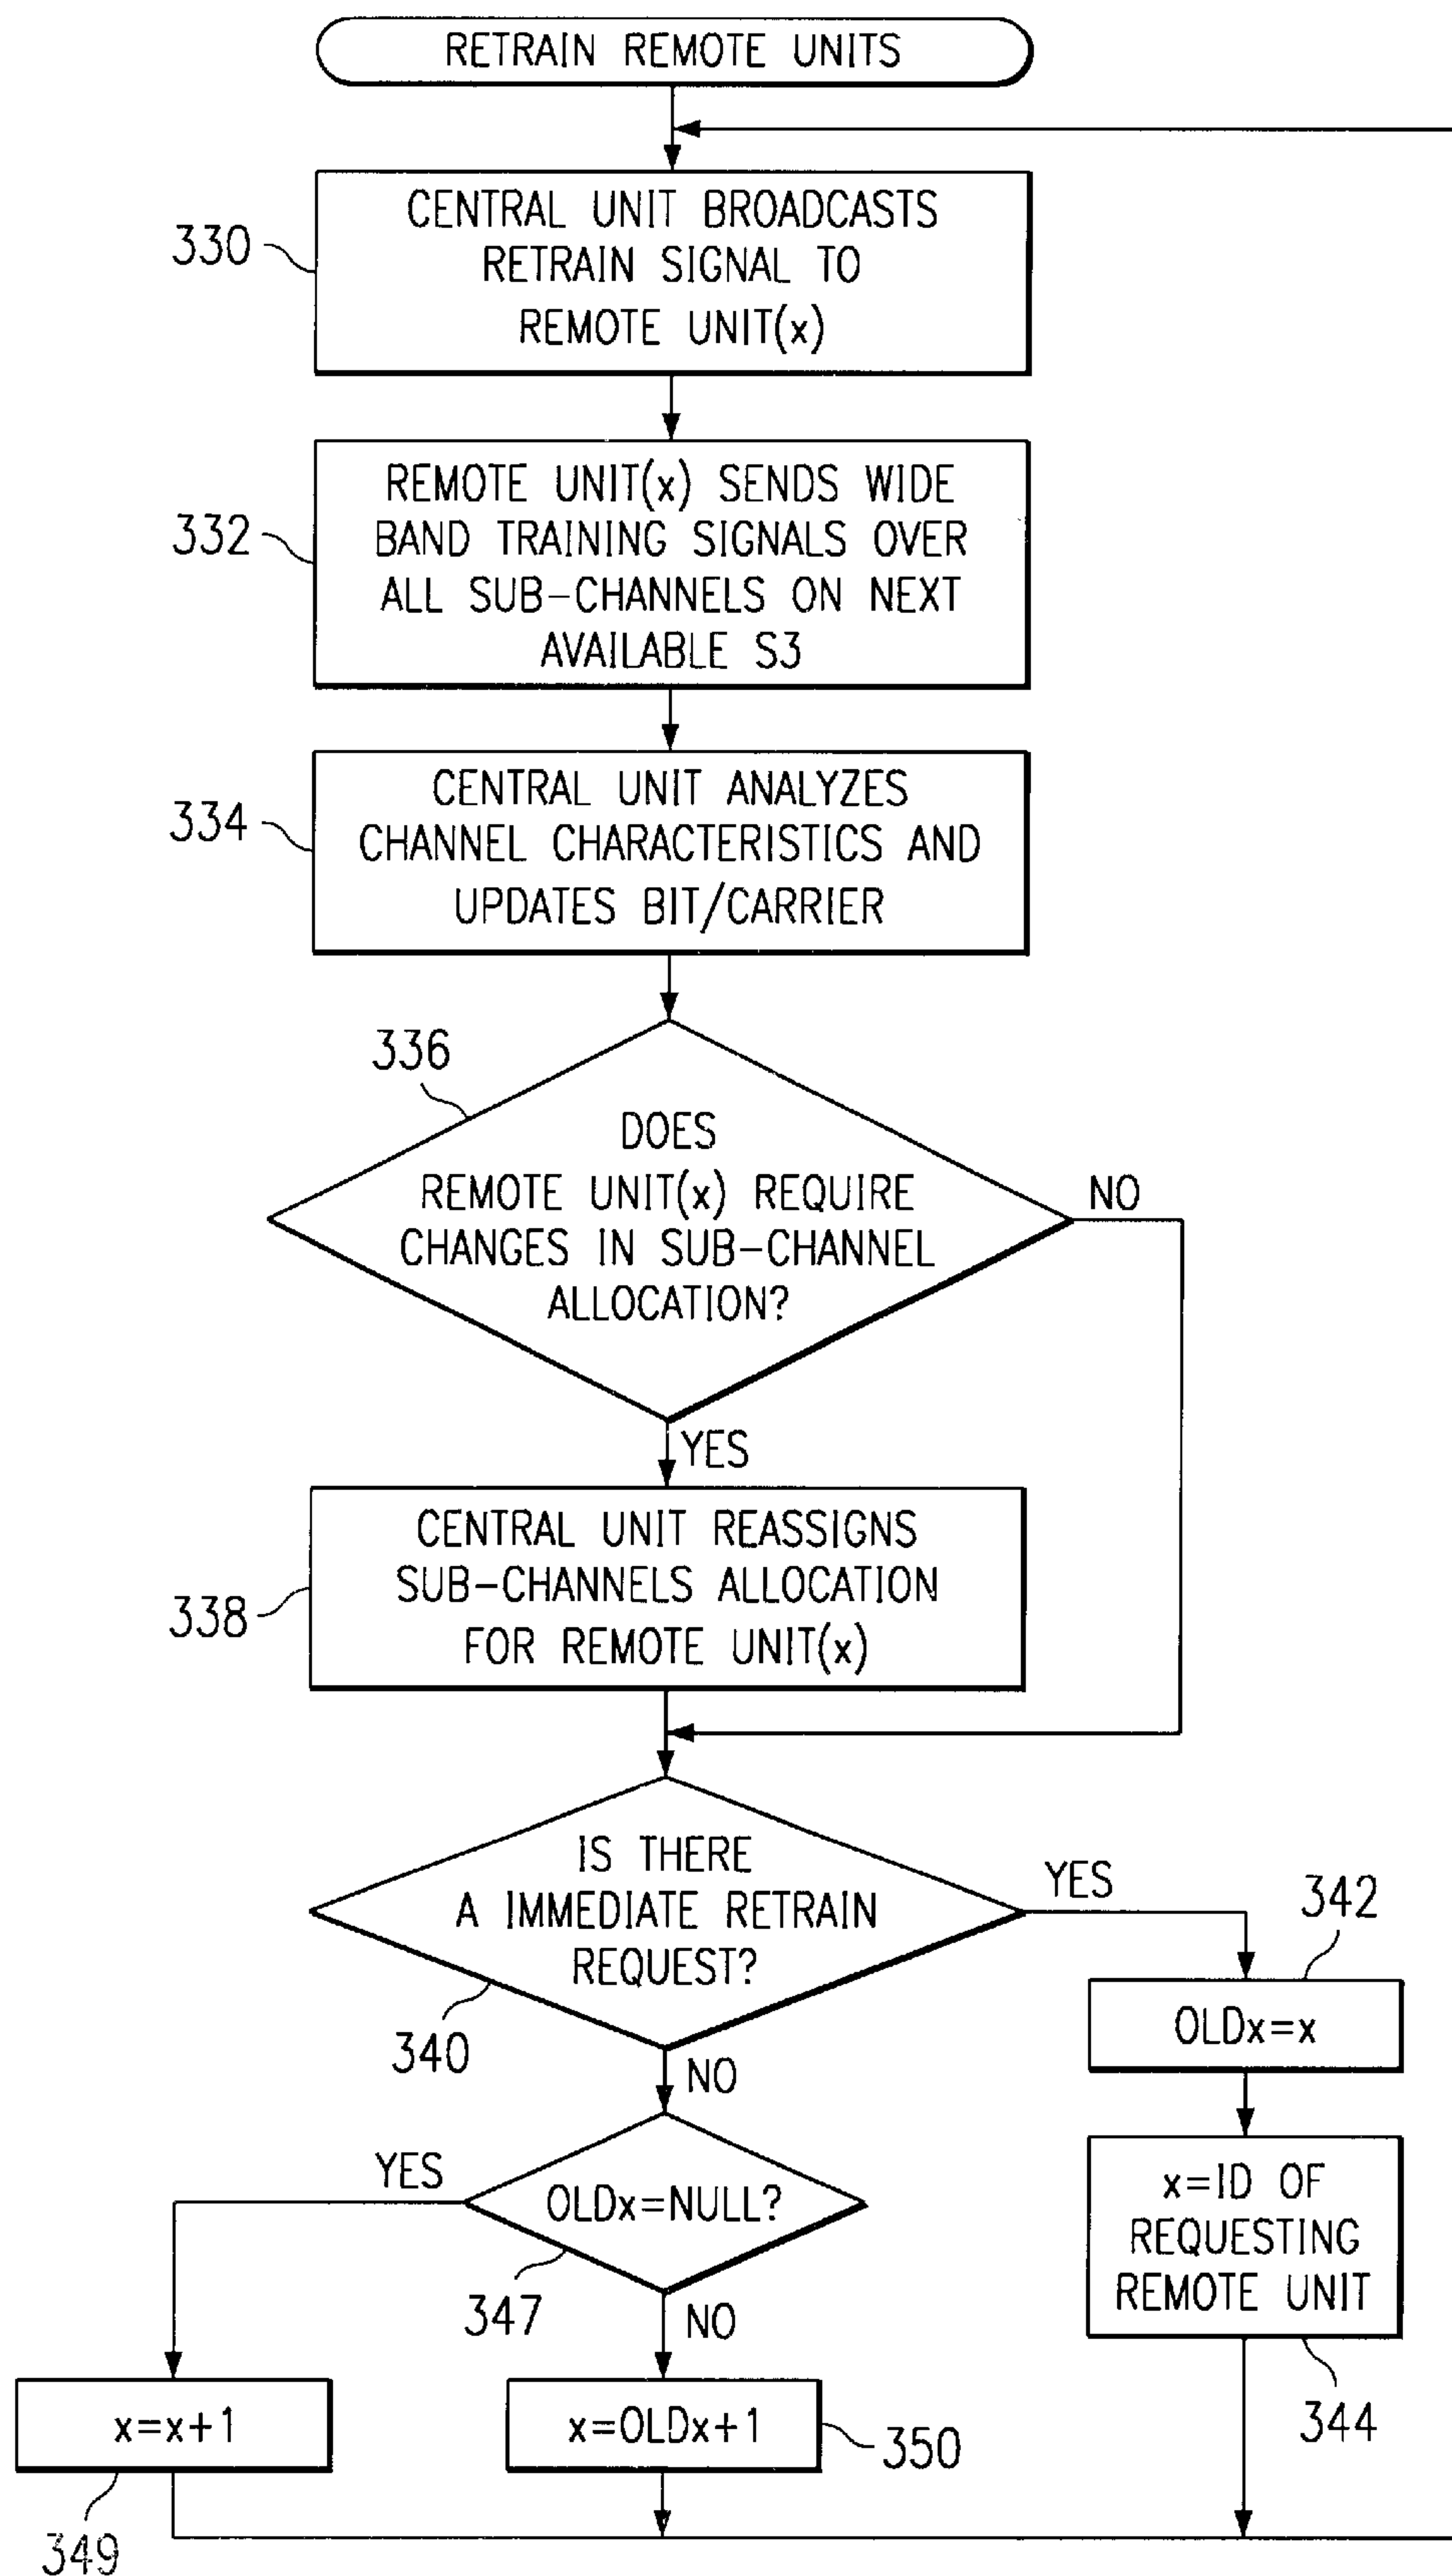 RETRAIN REMOTE UNITS
330
CENTRAL UNIT BROADCASTS
RETRAIN SIGNAL TO
REMOTE UNIT(x)
332
REMOTE UNIT(x) SENDS WIDE
BAND TRAINING SIGNALS OVER
ALL SUB-CHANNELS ON NEXT
AVAILABLE S3
334
CENTRAL UNIT ANALYZES
CHANNEL CHARACTERISTICS AND
UPDATES BIT/CARRIER
336
DOES
REMOTE UNIT(x) REQUIRE
CHANGES IN SUB-CHANNEL
ALLOCATION?
NO
YES
338
CENTRAL UNIT REASSIGNS
SUB-CHANNELS ALLOCATION
FOR REMOTE UNIT(x)
IS THERE
A IMMEDIATE RETRAIN
REQUEST?
340
YES
342
OLDx=x
NO
x=ID OF
REQUESTING
REMOTE UNIT
344
YES
OLDx=NULL?
347
NO
x=x+1
349
x=OLDx+1
350